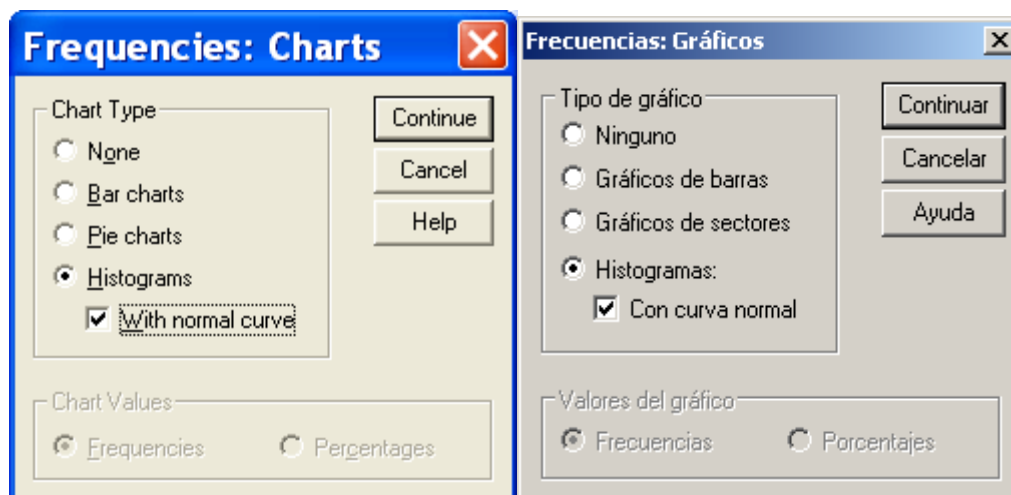 Frequencies: Charts
Chart Type
None
Bar charts
Pie charts
Histograms
With normal curve
Continue
Cancel
Help
Chart Values
Frequencies Percentages
Frecuencias: Gráficos
Tipo de gráfico
Ninguno
Gráficos de barras
Gráficos de sectores
Histogramas:
Con curva normal
Continuar
Cancelar
Ayuda
Valores del gráfico
Frecuencias Porcentajes